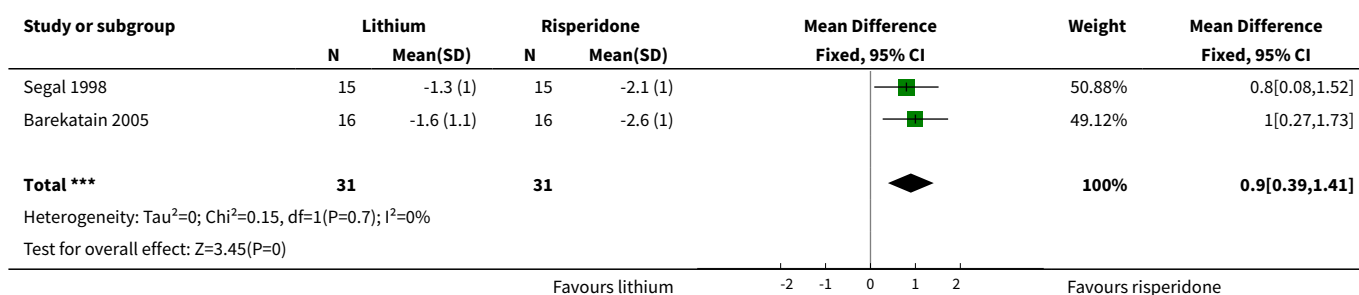 Study or subgroup Lithium Risperidone Mean Difference Weight Mean Difference
N Mean(SD) N Mean(SD) Fixed, 95% CI Fixed, 95% CI
Segal 1998 15 -1.3 (1) 15 -2.1 (1) 50.88% 0.8[0.08,1.52]
Barekatain 2005 16 -1.6 (1.1) 16 -2.6 (1) 49.12% 1[0.27,1.73]
Total *** 31 31 100% 0.9[0.39,1.41]
Heterogeneity: Tau²=0; Chi²=0.15, df=1(P=0.7); I²=0%
Test for overall effect: Z=3.45(P=0)
Favours lithium -2 -1 0 1 2 Favours risperidone